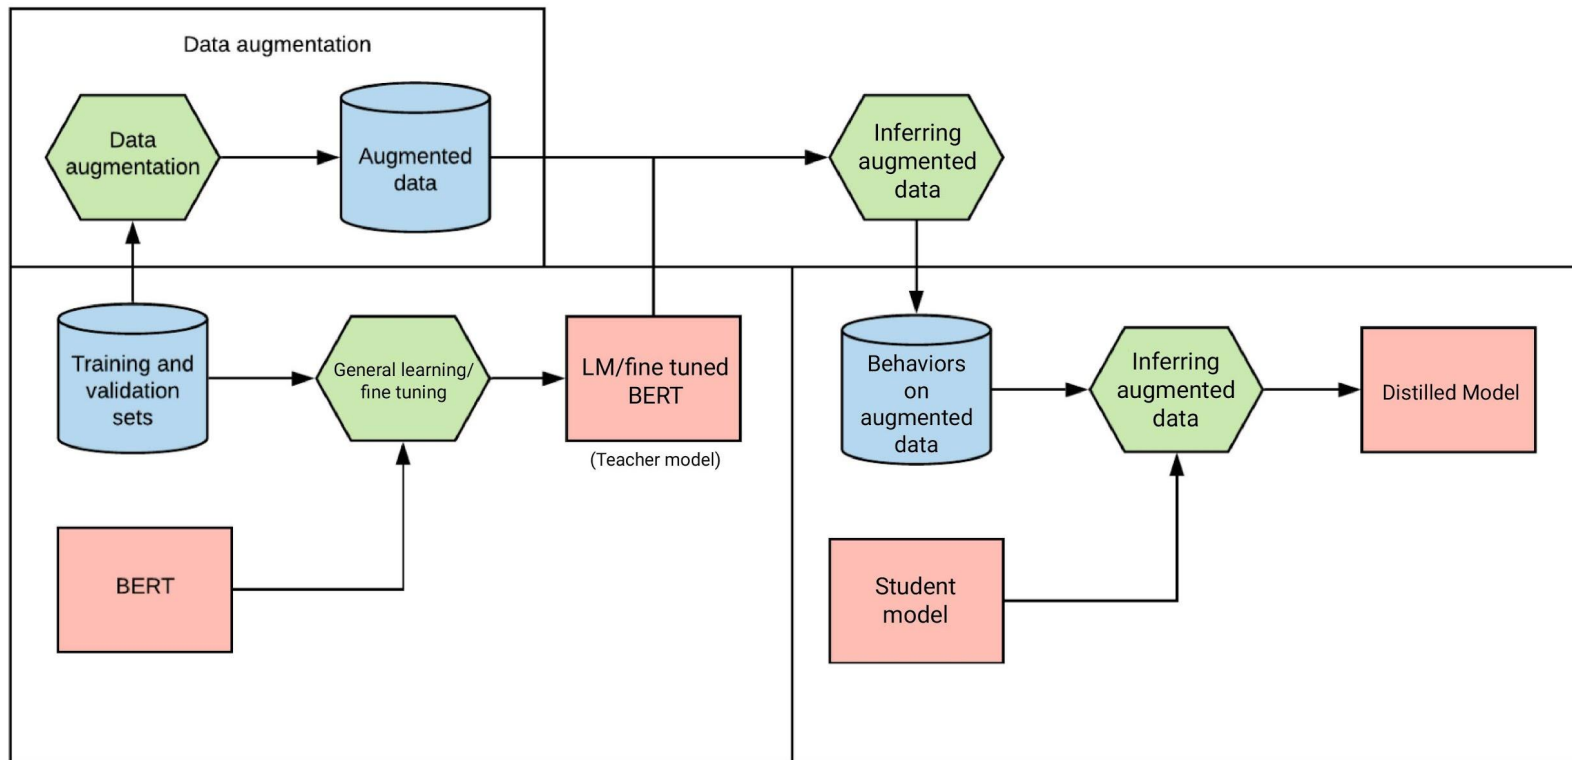 Data augmentation
Data
augmentation
Augmented
data
Inferring
augmented
data
Training and
validation
sets
General learning/
fine tuning
LM/fine tuned
BERT
(Teacher model)
BERT
Behaviors
on
augmented
data
Inferring
augmented
data
Distilled Model
Student
model